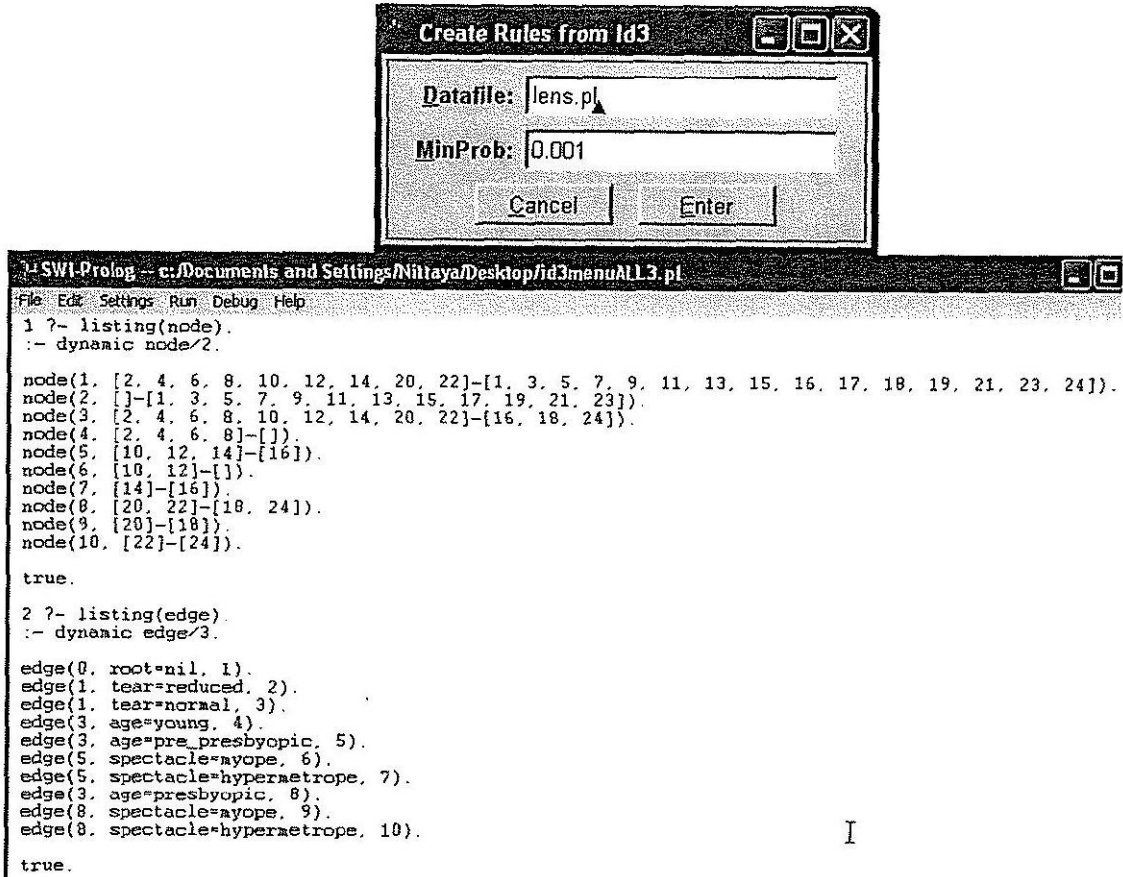 Create Rules from Id3
Datafile: lens.pl
MinProb: 0.001
Cancel Enter
SWI-Prolog -- c:/Documents and Settings/Nittaya/Desktop/id3menuALL3.pl
File Edit Settings Run Debug Help
1 ?- listing(node).
:- dynamic node/2.
node(1, [2, 4, 6, 8, 10, 12, 14, 20, 22]-[1, 3, 5, 7, 9, 11, 13, 15, 16, 17, 18, 19, 21, 23, 24]).
node(2, []-[1, 3, 5, 7, 9, 11, 13, 15, 17, 19, 21, 23]).
node(3, [2, 4, 6, 8, 10, 12, 14, 20, 22]-[16, 18, 24]).
node(4, [2, 4, 6, 8]-[]).
node(5, [10, 12, 14]-[16]).
node(6, [10, 12]-[]).
node(7, [14]-[16]).
node(8, [20, 22]-[18, 24]).
node(9, [20]-[18]).
node(10, [22]-[24]).
true.
2 ?- listing(edge).
:- dynamic edge/3.
edge(0, root=nil, 1).
edge(1, tear=reduced, 2).
edge(1, tear=normal, 3).
edge(3, age=young, 4).
edge(3, age=pre_presbyopic, 5).
edge(5, spectacle=myope, 6).
edge(5, spectacle=hypermetrope, 7).
edge(3, age=presbyopic, 8).
edge(8, spectacle=myope, 9).
edge(8, spectacle=hypermetrope, 10).
true.